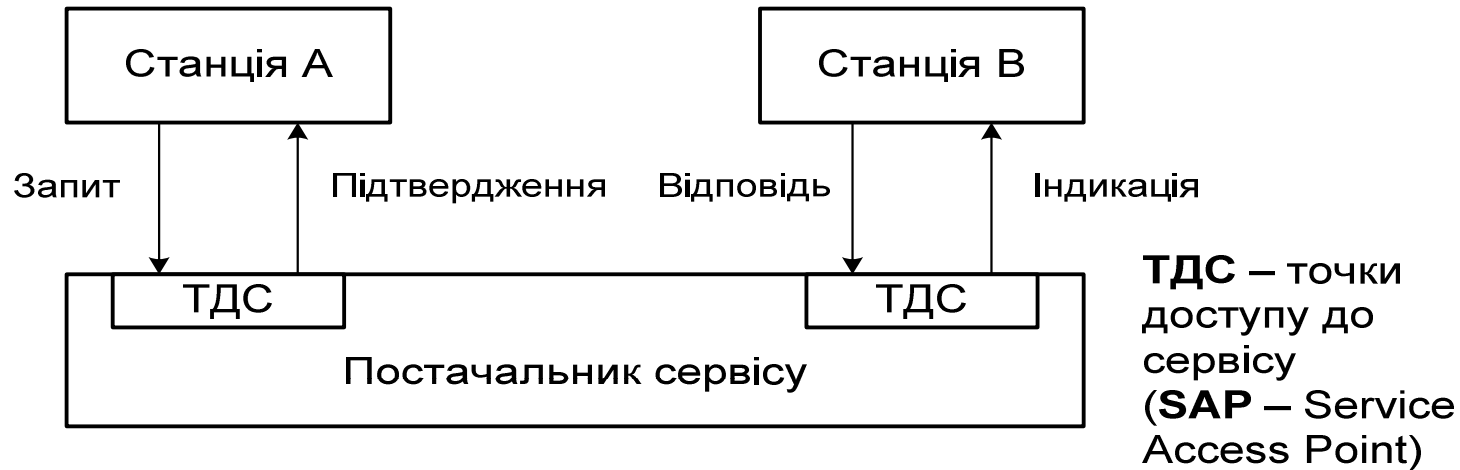 Станція А
Станція В
Запит
Підтвердження
Відповідь
Індикація
ТДС
ТДС
Постачальник сервісу
ТДС – точки
доступу до
сервісу
(SAP – Service
Access Point)